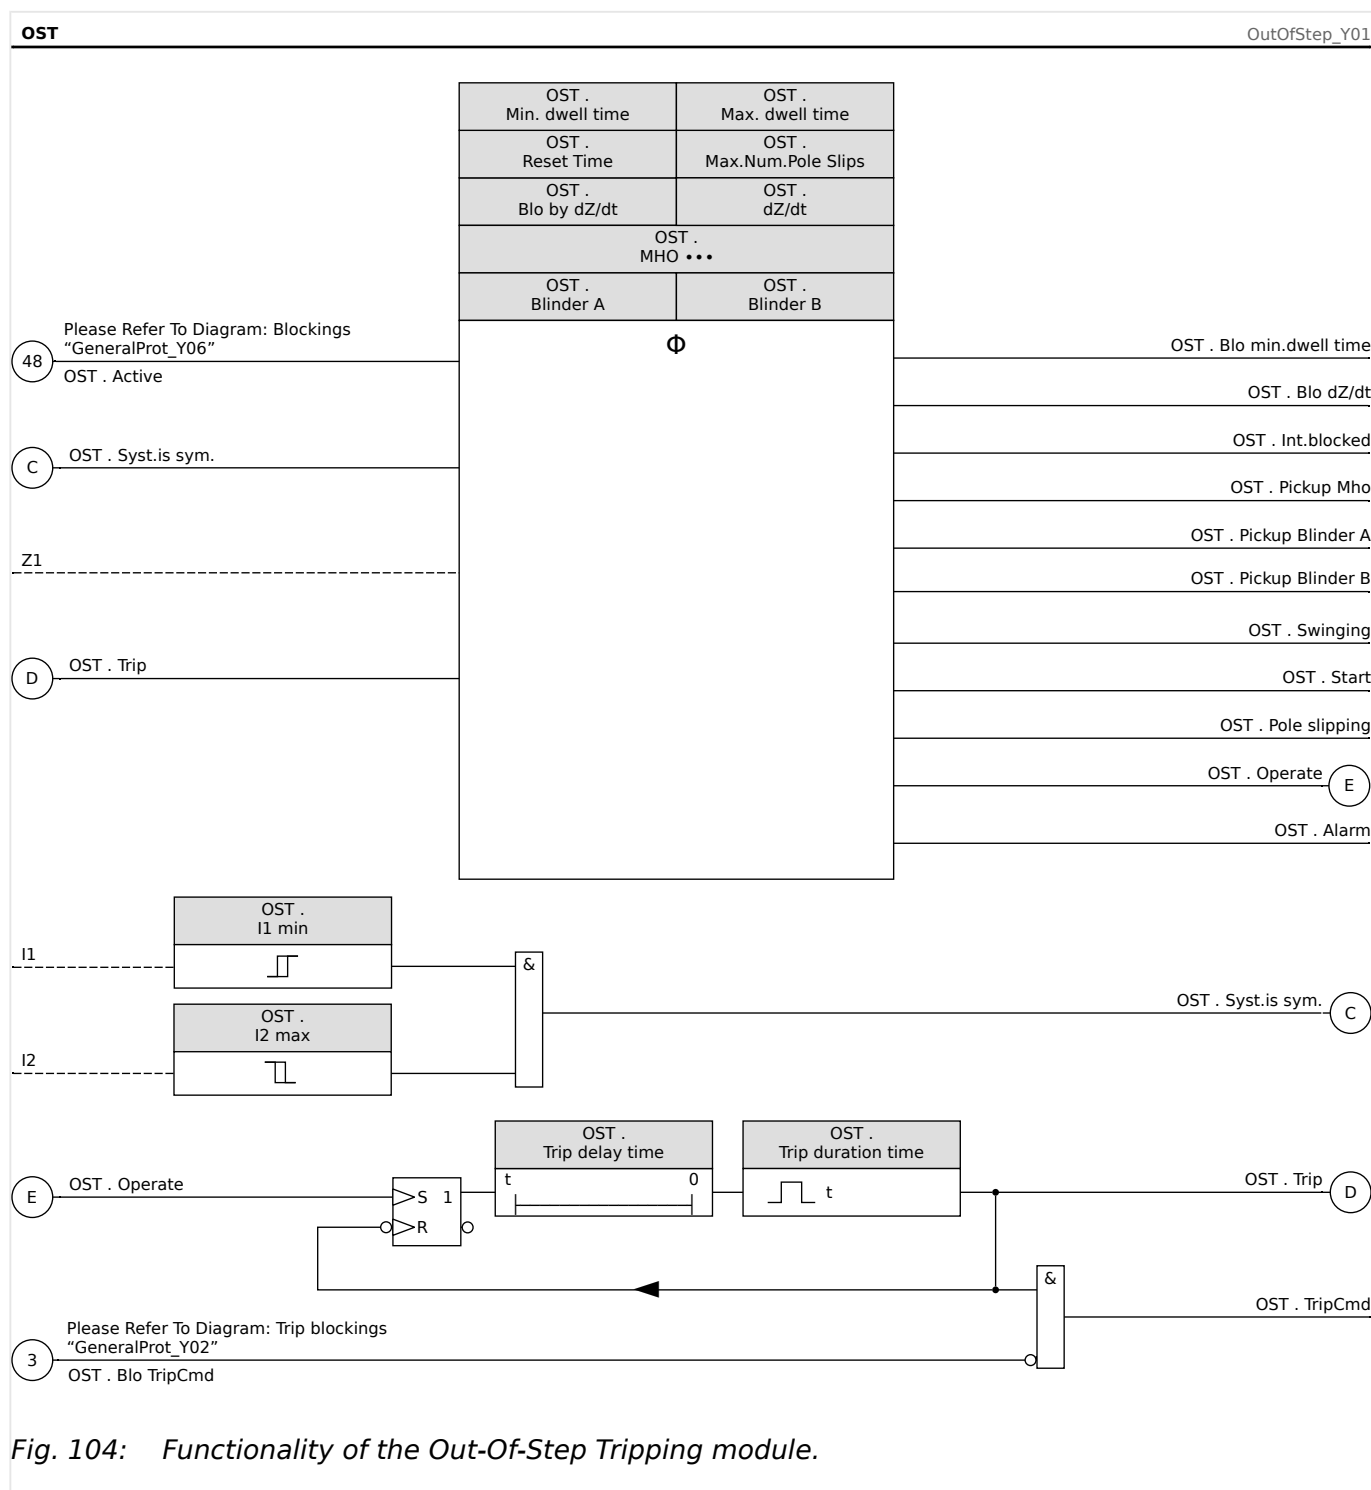 OST
OutOfStep_Y01
OST .
Min. dwell time
OST .
Max. dwell time
OST .
Reset Time
OST .
Max.Num.Pole Slips
OST .
Blo by dZ/dt
OST .
dZ/dt
OST .
MHO •••
OST .
Blinder A
OST .
Blinder B
Φ
Please Refer To Diagram: Blockings
“GeneralProt_Y06”
48
OST . Active
C
OST . Syst.is sym.
Z1
D
OST . Trip
OST . Blo min.dwell time
OST . Blo dZ/dt
OST . Int.blocked
OST . Pickup Mho
OST . Pickup Blinder A
OST . Pickup Blinder B
OST . Swinging
OST . Start
OST . Pole slipping
OST . Operate
E
OST . Alarm
OST .
I1 min
I1
&
OST .
I2 max
I2
OST . Syst.is sym.
C
OST .
Trip delay time
t 0
OST .
Trip duration time
t
E
OST . Operate
S 1
R
OST . Trip
D
&
OST . TripCmd
Please Refer To Diagram: Trip blockings
“GeneralProt_Y02”
3
OST . Blo TripCmd
Fig. 104: Functionality of the Out-Of-Step Tripping module.